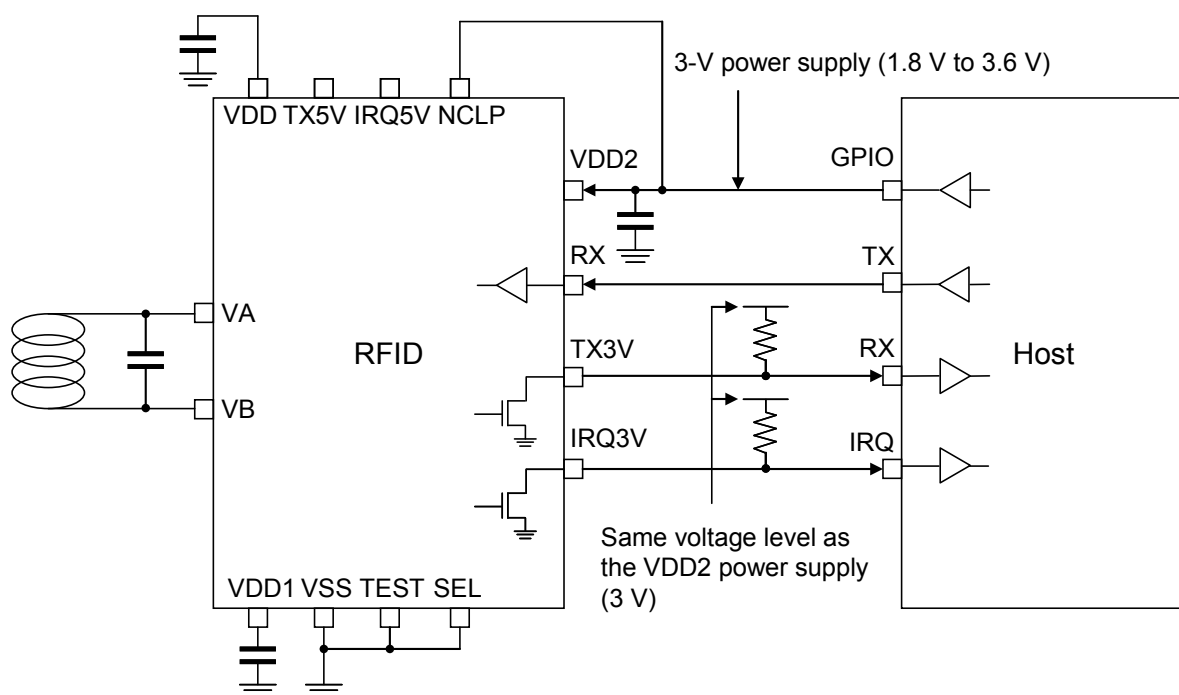 3-V power supply (1.8 V to 3.6 V)
VDD TX5V IRQ5V NCLP
VDD2
GPIO
RX
TX
VA
RFID
TX3V
RX
Host
VB
IRQ3V
IRQ
Same voltage level as
the VDD2 power supply
(3 V)
VDD1 VSS TEST SEL